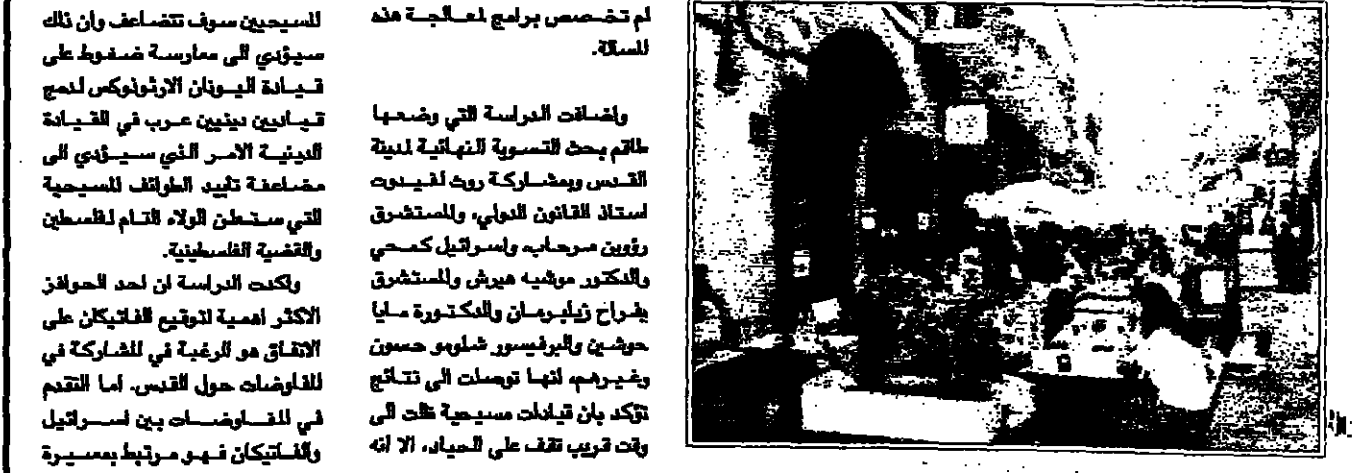 لم تخصص برامج لمعالجة هذه
المسألة.
واضافت الدراسة التي وضعها
طاقم بحث التسوية النهائية لمدينة
القدس وبمشاركة روث لفيدوت
استاذ القانون الدولي، والمستشرق
رؤوبن مرحاب، واسرائيل كمحي
والدكتور موشيه هيرش والمستشرق
يفراح زيلبرمان والدكتورة مايا
حوشين والبرفيسور شلومو حسون
وغيرهم، انها توصلت الى نتائج
تؤكد بان قيادات مسيحية ظلت الى
وقت قريب تقف على الحياد، الا انه
للمسيحيين سوف تتضاعف وان ذلك
سيؤدي الى ممارسة ضغوط على
قيادة اليونان الارثوذوكس لدمج
قياديين دينيين عرب في القيادة
الدينية الامر الذي سيؤدي الى
مضاعفة تأييد الطوائف المسيحية
التي ستعلن الولاء التام لفلسطين
والقضية الفلسطينية.
واكدت الدراسة ان احد الحوافز
الاكثر اهمية لتوقيع الفاتيكان على
الاتفاق هو الرغبة في المشاركة في
المفاوضات حول القدس. اما التقدم
في المفاوضات بين اسرائيل
والفاتيكان فهو مرتبط بمسيرة